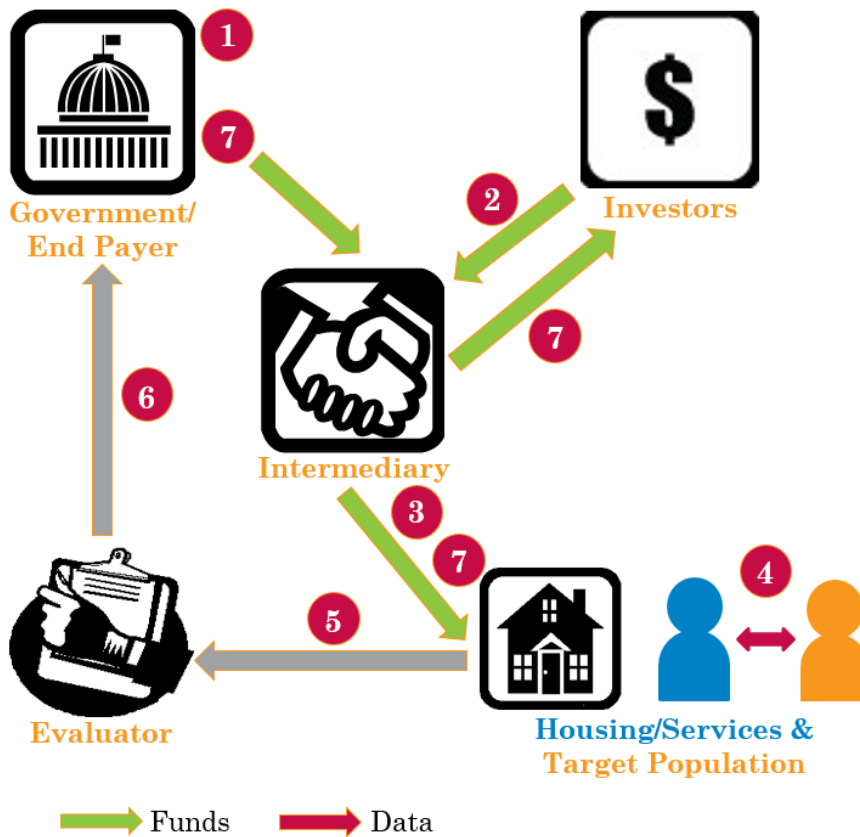 1
7
Government/
End Payer
$
Investors
2
7
Intermediary
3
7
6
5
4
Evaluator
Housing/Services &
Target Population
Funds
Data